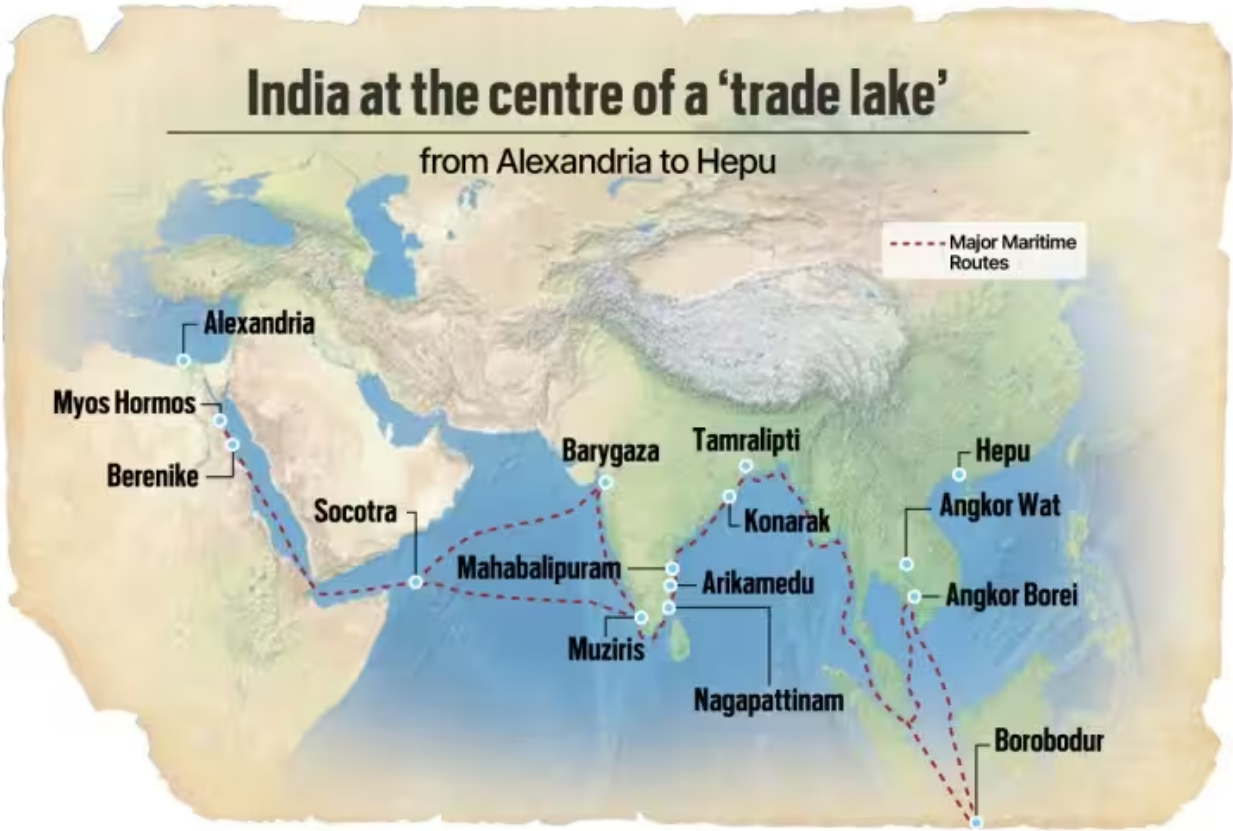 India at the centre of a ‘trade lake’
from Alexandria to Hepu
Major Maritime
Routes
Alexandria
Myos Hormos
Berenike
Socotra
Barygaza
Tamralipti
Hepu
Angkor Wat
Konarak
Mahabalipuram
Arikamedu
Angkor Borei
Muziris
Nagapattinam
Borobodur